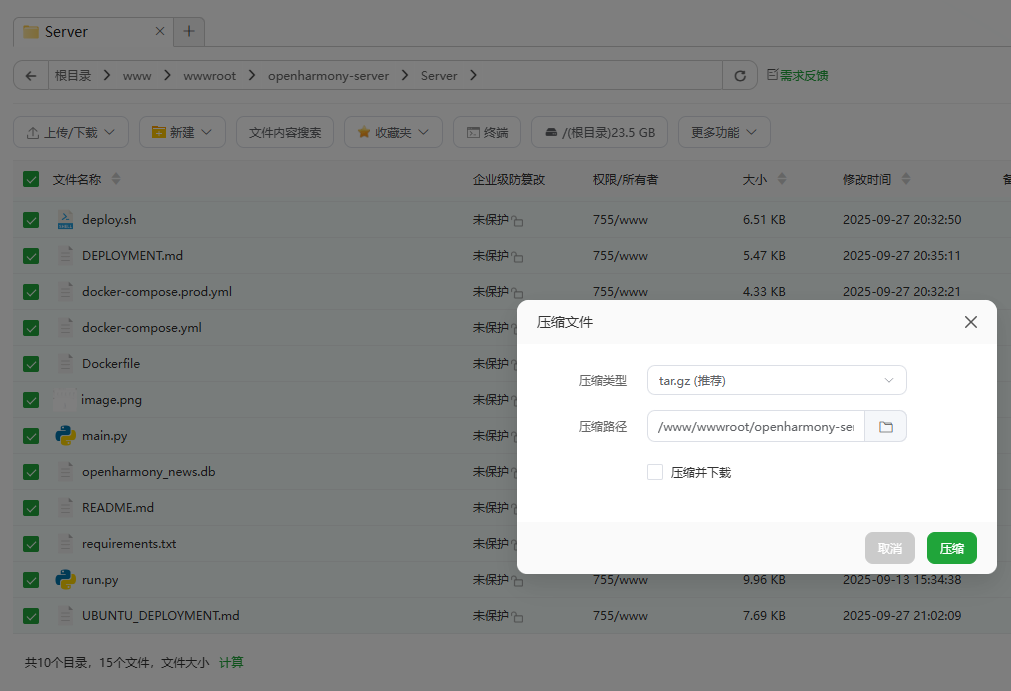 Server
根目录 www wwwroot openharmony-server Server 需求反馈
上传/下载 新建 文件内容搜索 收藏夹 终端 /(根目录)23.5 GB 更多功能
文件名称 企业级防篡改 权限/所有者 大小 修改时间
deploy.sh 未保护 755/www 6.51 KB 2025-09-27 20:32:50
DEPLOYMENT.md 未保护 755/www 5.47 KB 2025-09-27 20:35:11
docker-compose.prod.yml 未保护 755/www 4.33 KB 2025-09-27 20:32:21
docker-compose.yml 未保护
Dockerfile 未保护
image.png 未保护
main.py 未保护
openharmony_news.db 未保护
README.md 未保护
requirements.txt 未保护
run.py 未保护 755/www 9.96 KB 2025-09-13 15:34:38
UBUNTU_DEPLOYMENT.md 未保护 755/www 7.69 KB 2025-09-27 21:02:09
共10个目录，15个文件，文件大小 计算
压缩文件
压缩类型 tar.gz (推荐)
压缩路径 /www/wwwroot/openharmony-ser
压缩并下载
取消 压缩